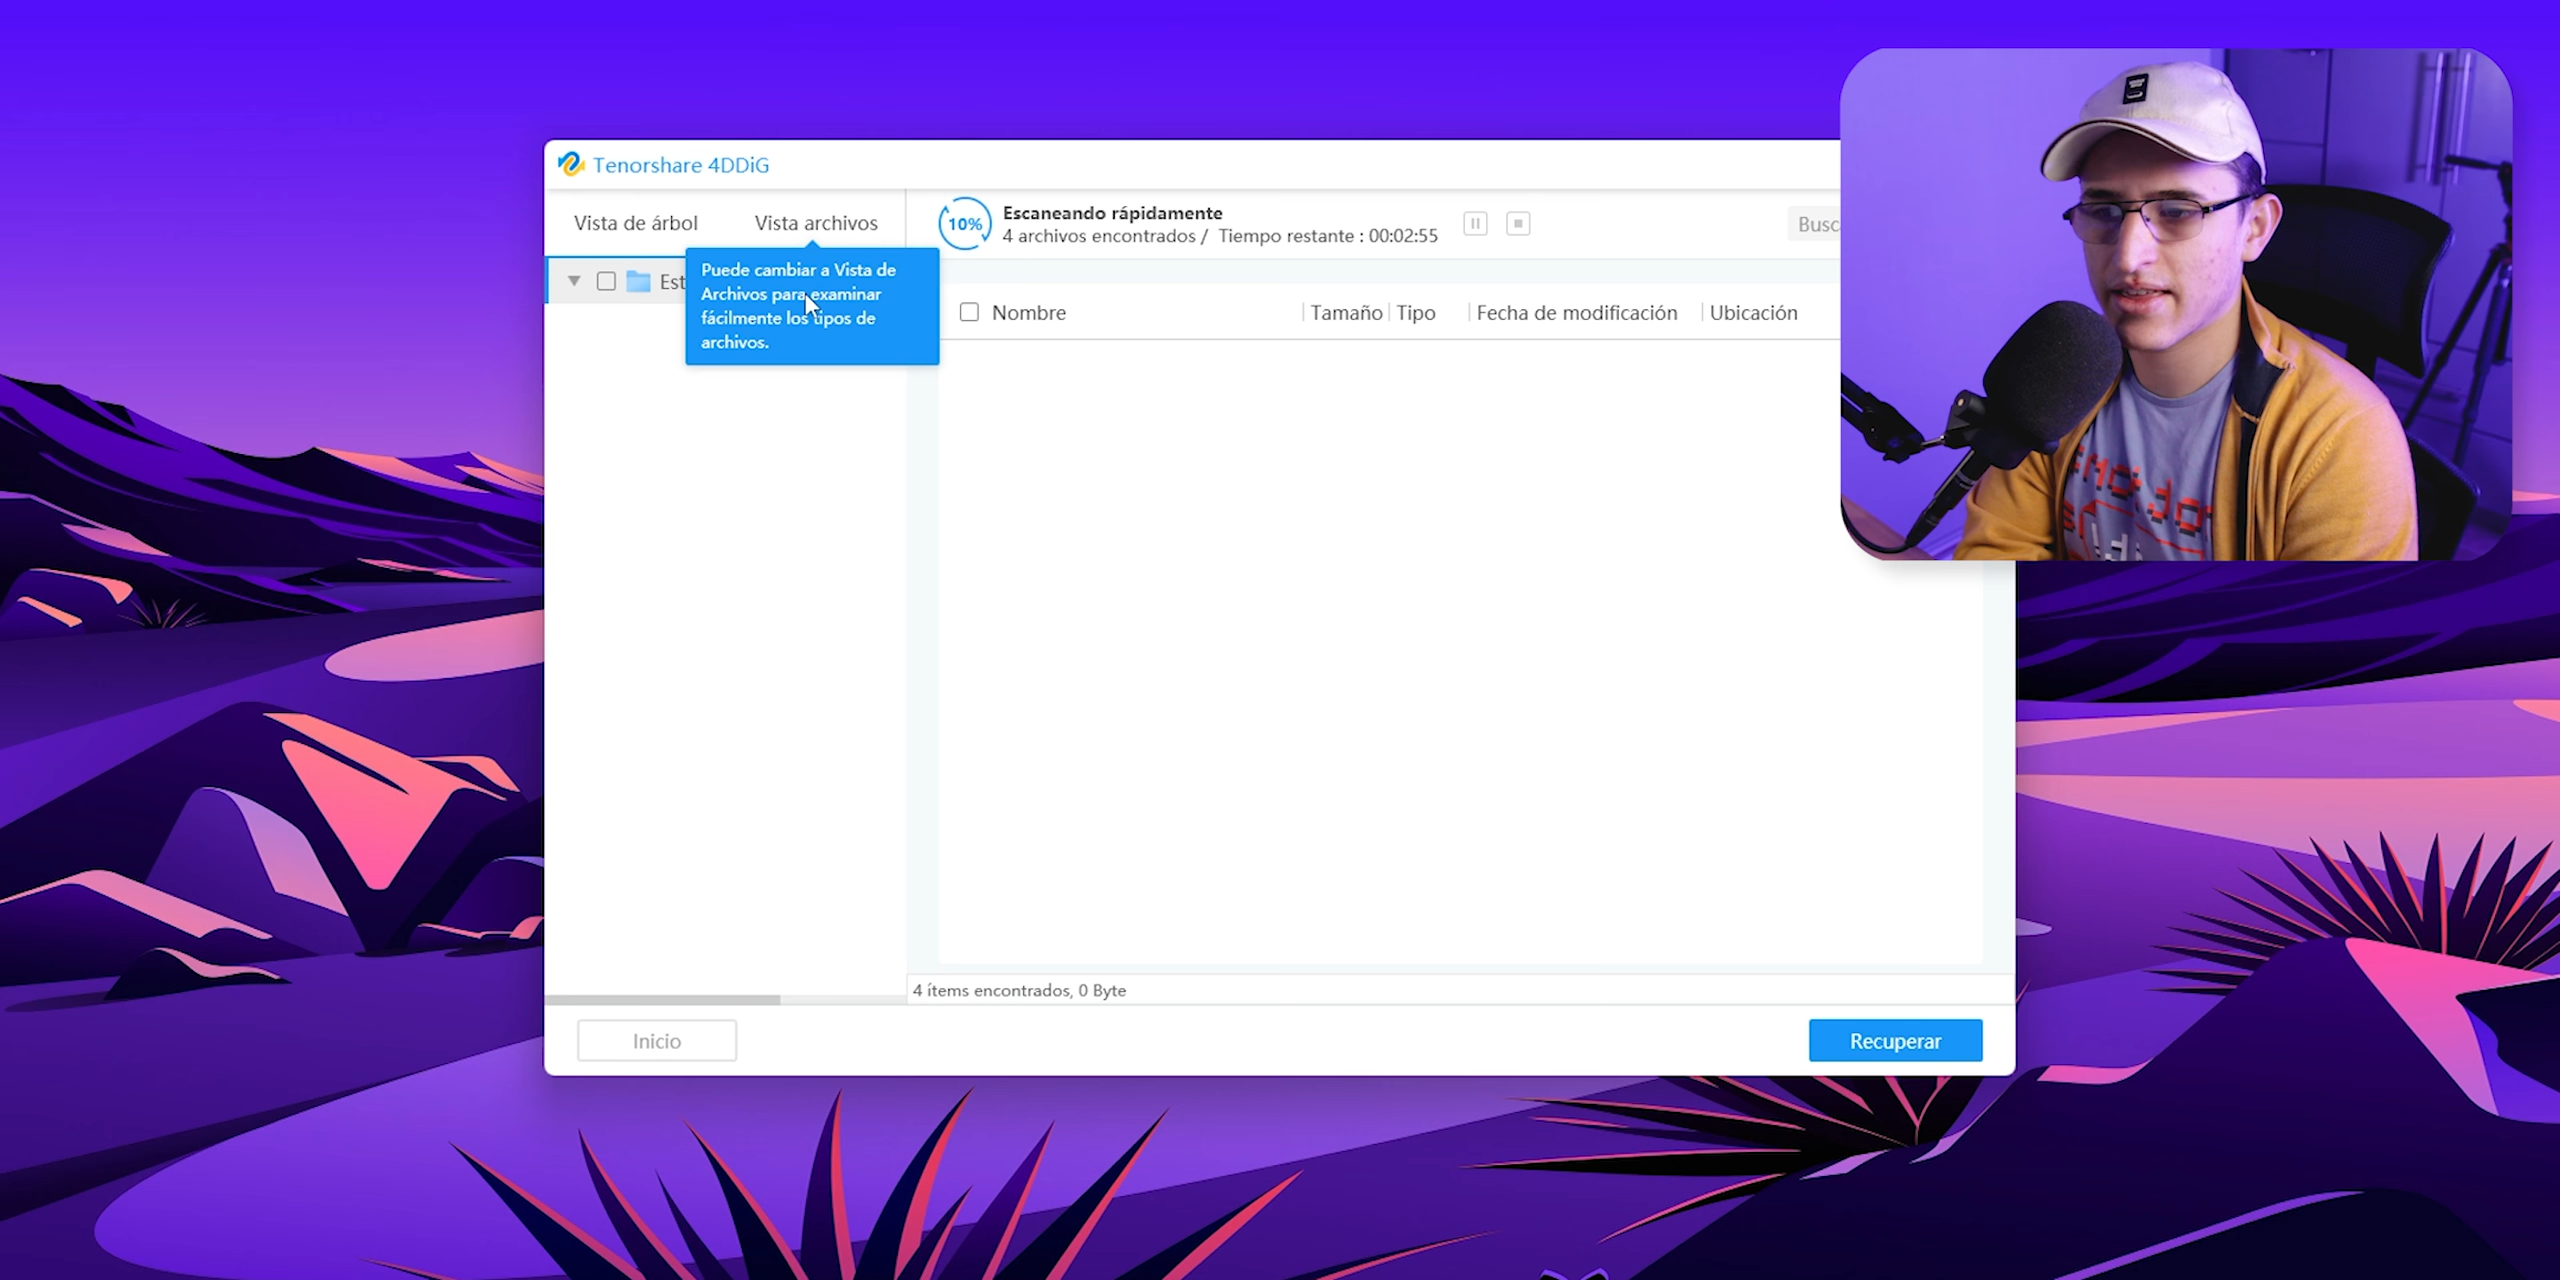 Tenorshare 4DDiG
Vista de árbol
Vista archivos
10%
Escaneando rápidamente
4 archivos encontrados / Tiempo restante : 00:02:55
Busc
Est
Puede cambiar a Vista de
Archivos para examinar
fácilmente los tipos de
archivos.
Nombre
Tamaño
Tipo
Fecha de modificación
Ubicación
4 ítems encontrados, 0 Byte
Inicio
Recuperar